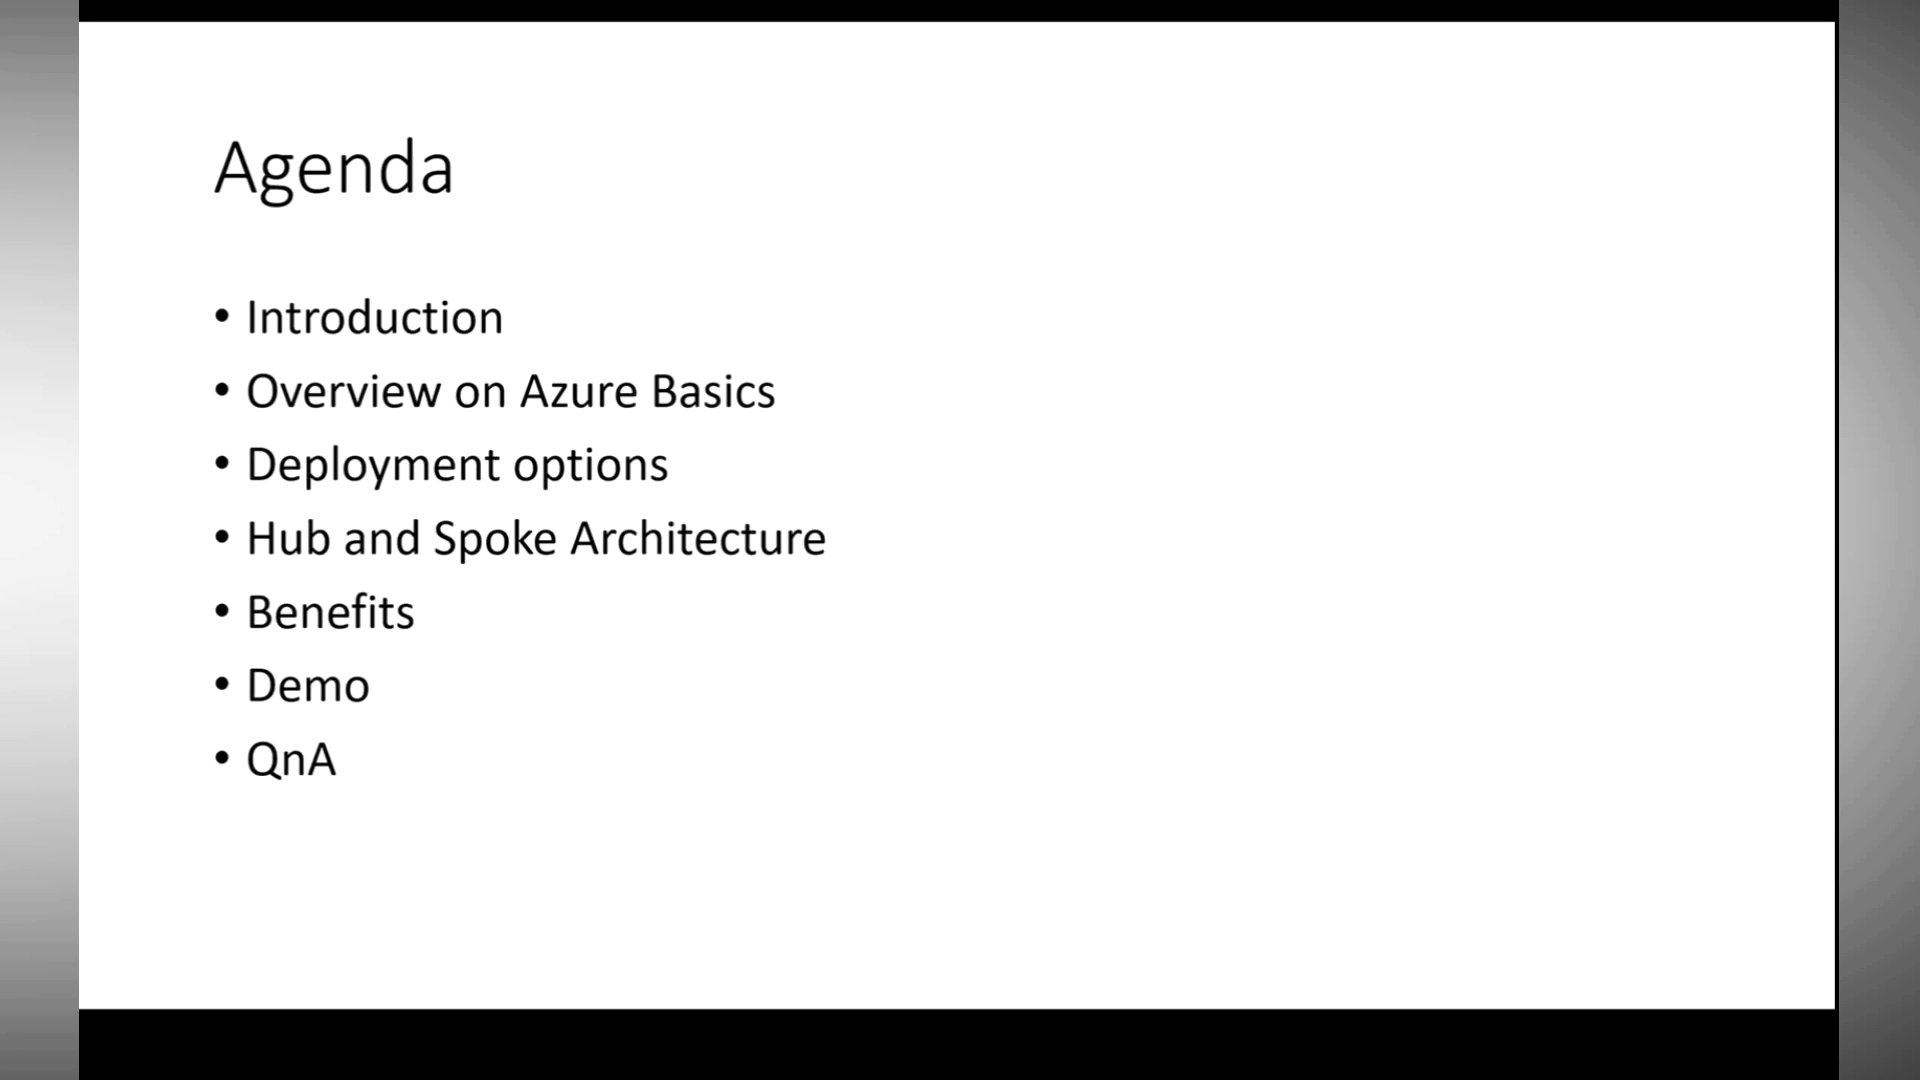 Agenda
• Introduction
• Overview on Azure Basics
• Deployment options
• Hub and Spoke Architecture
• Benefits
• Demo
• QnA